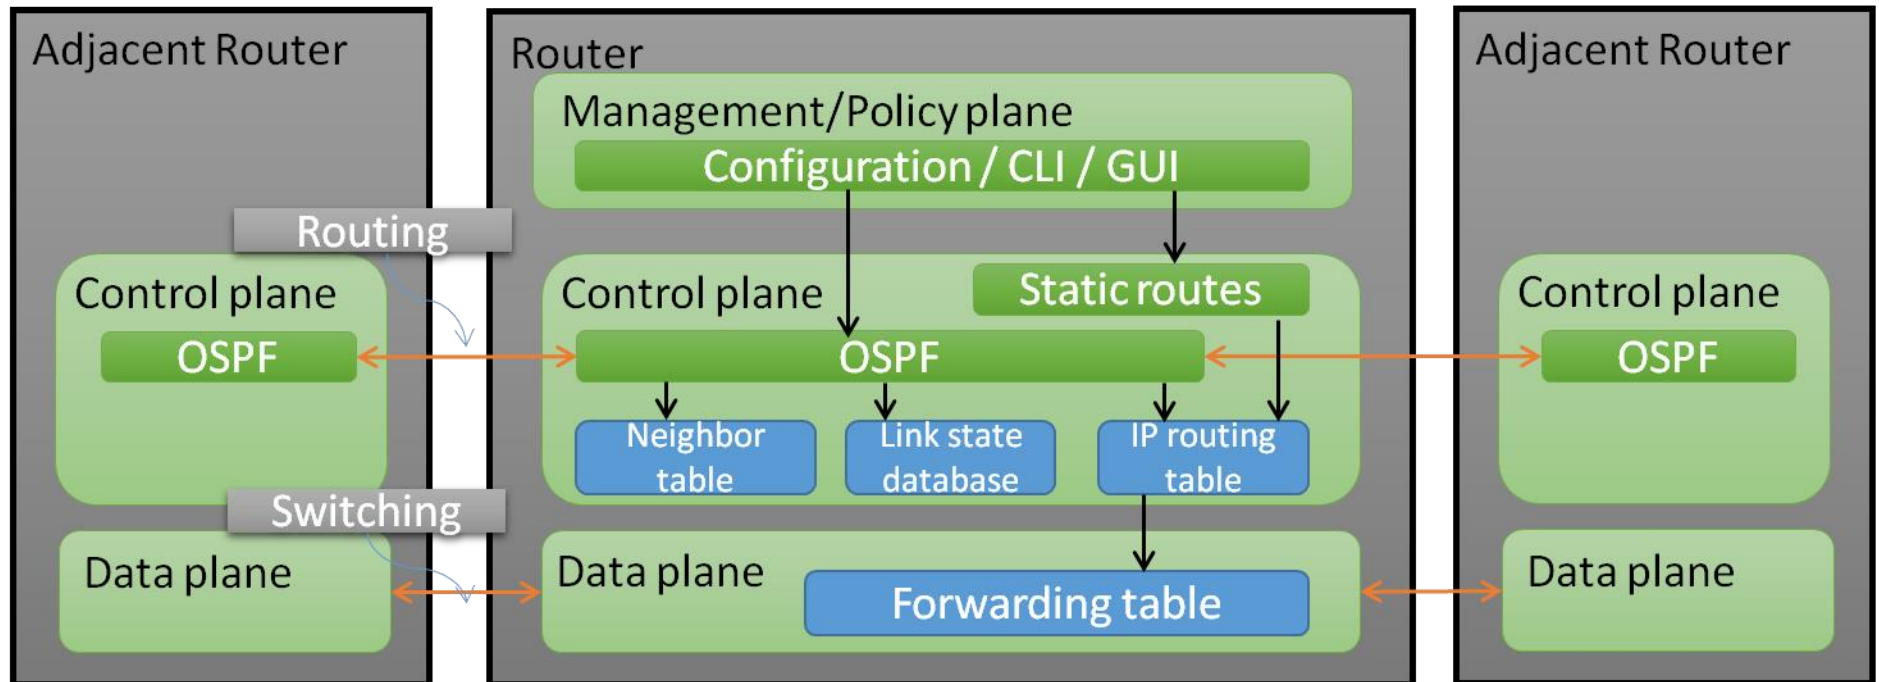 Adjacent Router
Router
Adjacent Router
Management/Policy plane
Configuration / CLI / GUI
Routing
Control plane
OSPF
Control plane
Static routes
OSPF
Control plane
OSPF
Neighbor
table
Link state
database
IP routing
table
Switching
Data plane
Data plane
Forwarding table
Data plane